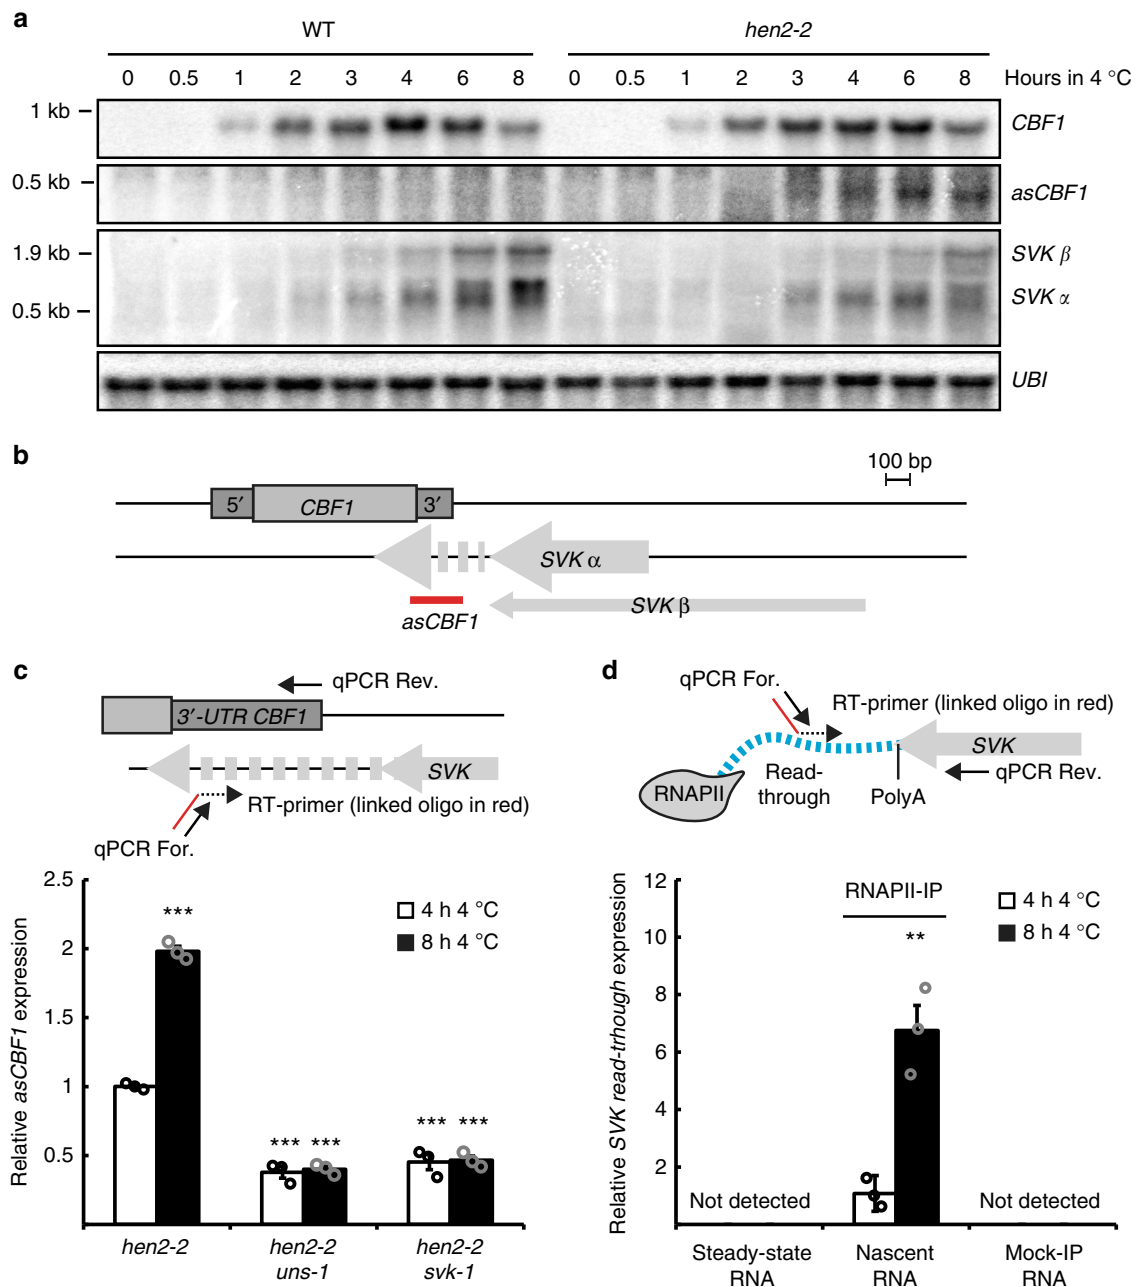 a
WT
hen2-2
0 0.5 1 2 3 4 6 8 0 0.5 1 2 3 4 6 8 Hours in 4 °C
1 kb
CBF1
0.5 kb
asCBF1
1.9 kb
SVK β
0.5 kb
SVK α
UBI
b
100 bp
5′ CBF1 3′
SVK α
asCBF1
SVK β
c
qPCR Rev.
3′-UTR CBF1
SVK
RT-primer (linked oligo in red)
qPCR For.
Relative asCBF1 expression
2.5
2
1.5
1
0.5
***
*** ***
*** ***
4 h 4 °C
8 h 4 °C
hen2-2
hen2-2
uns-1
hen2-2
svk-1
d
qPCR For.
RT-primer (linked oligo in red)
SVK
RNAPII
Read-
through
PolyA
qPCR Rev.
Relative SVK read-trhough expression
12
10
8
6
4
2
RNAPII-IP
**
4 h 4 °C
8 h 4 °C
Not detected
Not detected
Steady-state
RNA
Nascent
RNA
Mock-IP
RNA